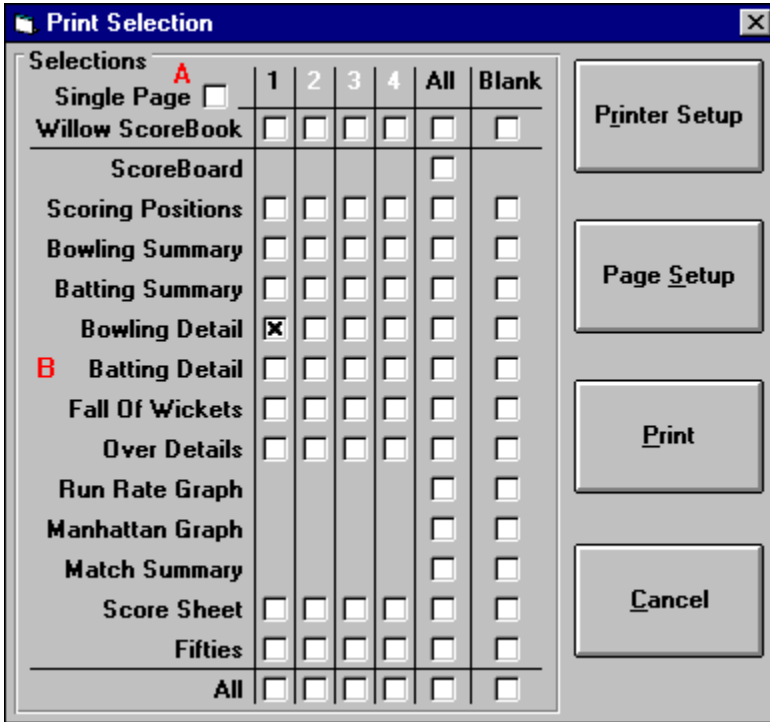 Print Selection
Selections
A
Single Page 1 2 3 4 All Blank
Willow ScoreBook
ScoreBoard
Scoring Positions
Bowling Summary
Batting Summary
Bowling Detail
B Batting Detail
Fall Of Wickets
Over Details
Run Rate Graph
Manhattan Graph
Match Summary
Score Sheet
Fifties
All
Printer Setup
Page Setup
Print
Cancel